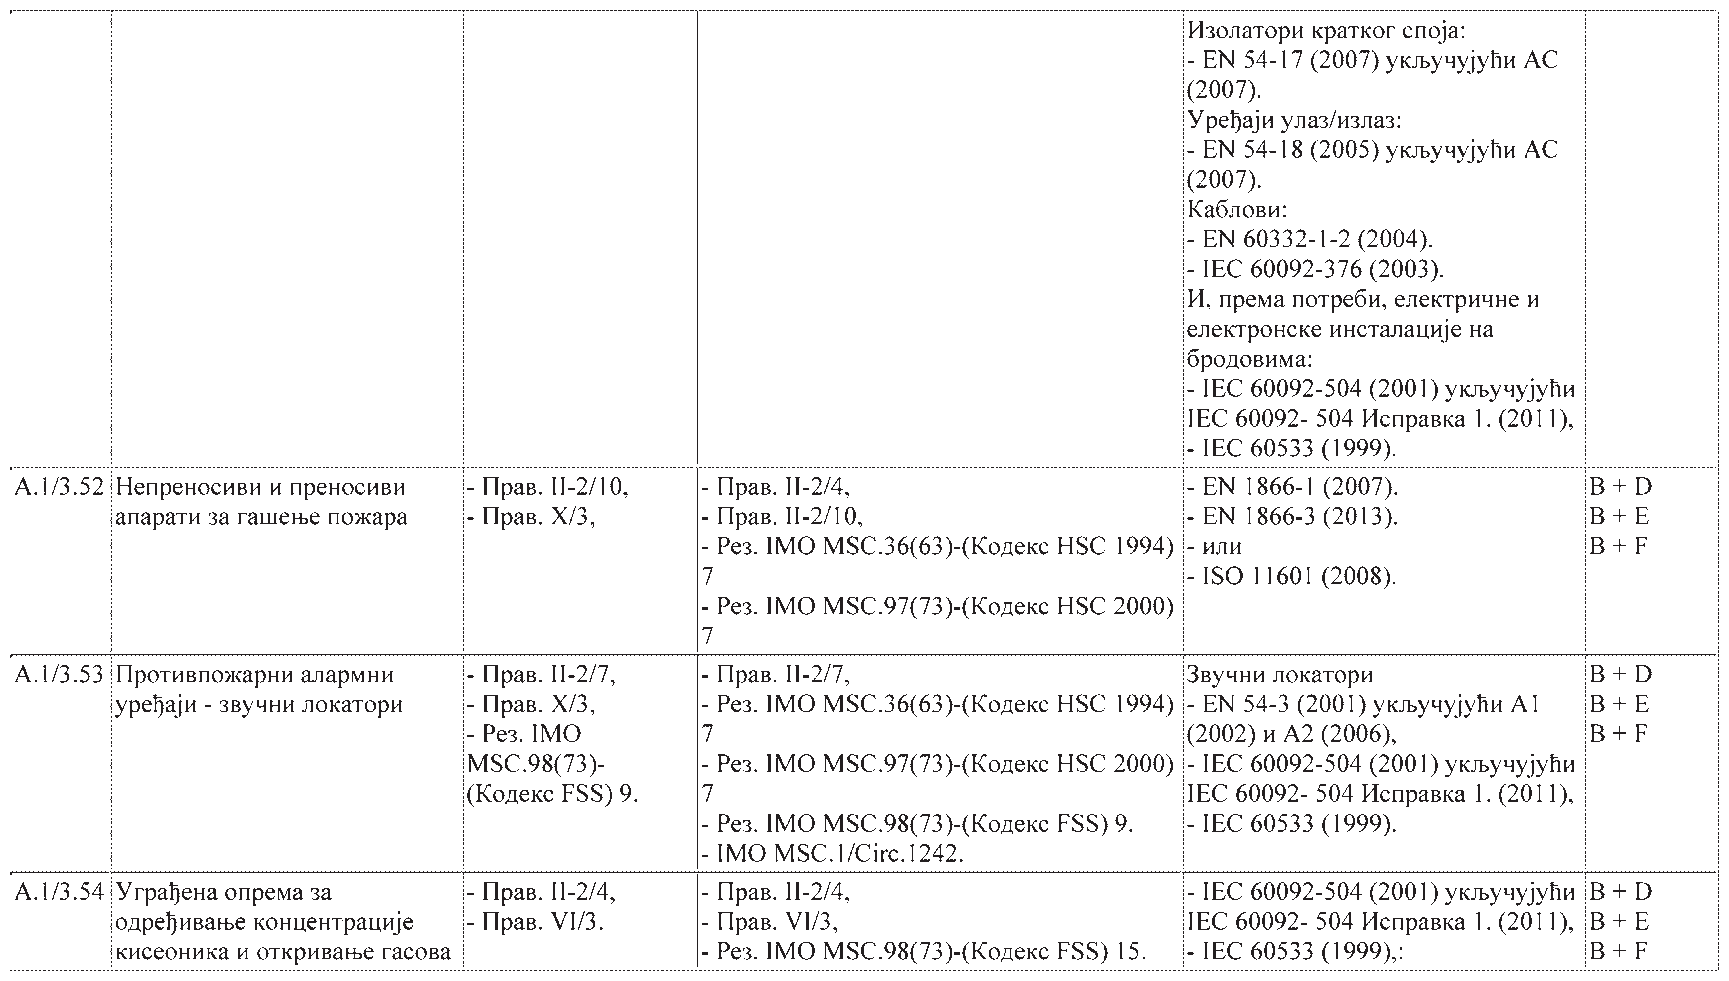 Изолатори кратког споја:
- EN 54-17 (2007) укључујући AC
(2007).
Уређаји улаз/излаз:
- EN 54-18 (2005) укључујући AC
(2007).
Каблови:
- EN 60332-1-2 (2004).
- IEC 60092-376 (2003).
И, према потреби, електричне и
електронске инсталације на
бродовима:
- IEC 60092-504 (2001) укључујући
IEC 60092- 504 Исправка 1. (2011),
- IEC 60533 (1999).
A.1/3.52
Непреносиви и преносиви
апарати за гашење пожара
- Прав. II-2/10,
- Прав. X/3,
- Прав. II-2/4,
- Прав. II-2/10,
- Рез. IMO MSC.36(63)-(Кодекс HSC 1994)
7
- Рез. IMO MSC.97(73)-(Кодекс HSC 2000)
7
- EN 1866-1 (2007).
- EN 1866-3 (2013).
- или
- ISO 11601 (2008).
B + D
B + E
B + F
A.1/3.53
Противпожарни алармни
уређаји - звучни локатори
- Прав. II-2/7,
- Прав. X/3,
- Рез. IMO
MSC.98(73)-
(Кодекс FSS) 9.
- Прав. II-2/7,
- Рез. IMO MSC.36(63)-(Кодекс HSC 1994)
7
- Рез. IMO MSC.97(73)-(Кодекс HSC 2000)
7
- Рез. IMO MSC.98(73)-(Кодекс FSS) 9.
- IMO MSC.1/Circ.1242.
Звучни локатори
- EN 54-3 (2001) укључујући A1
(2002) и A2 (2006),
- IEC 60092-504 (2001) укључујући
IEC 60092- 504 Исправка 1. (2011),
- IEC 60533 (1999).
B + D
B + E
B + F
A.1/3.54
Уграђена опрема за
одређивање концентрације
кисеоника и откривање гасова
- Прав. II-2/4,
- Прав. VI/3.
- Прав. II-2/4,
- Прав. VI/3,
- Рез. IMO MSC.98(73)-(Кодекс FSS) 15.
- IEC 60092-504 (2001) укључујући
IEC 60092- 504 Исправка 1. (2011),
- IEC 60533 (1999),:
B + D
B + E
B + F